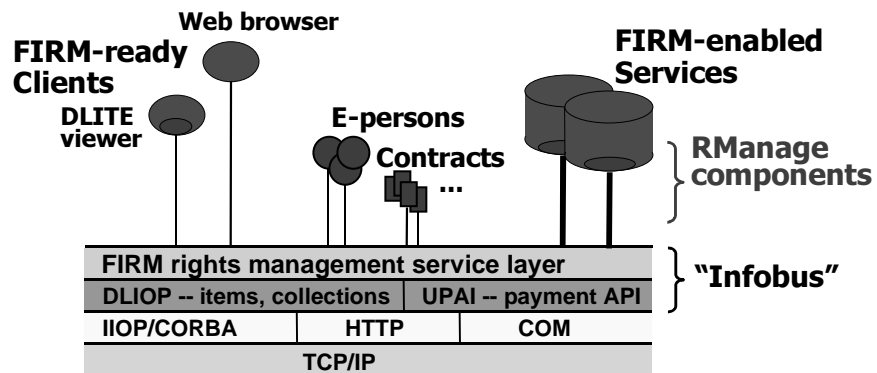 Web browser
FIRM-ready
Clients
DLITE
viewer
E-persons
Contracts
...
FIRM-enabled
Services
RManage
components
FIRM rights management service layer
DLIOP -- items, collections
UPAI -- payment API
"Infobus"
IIOP/CORBA
HTTP
COM
TCP/IP